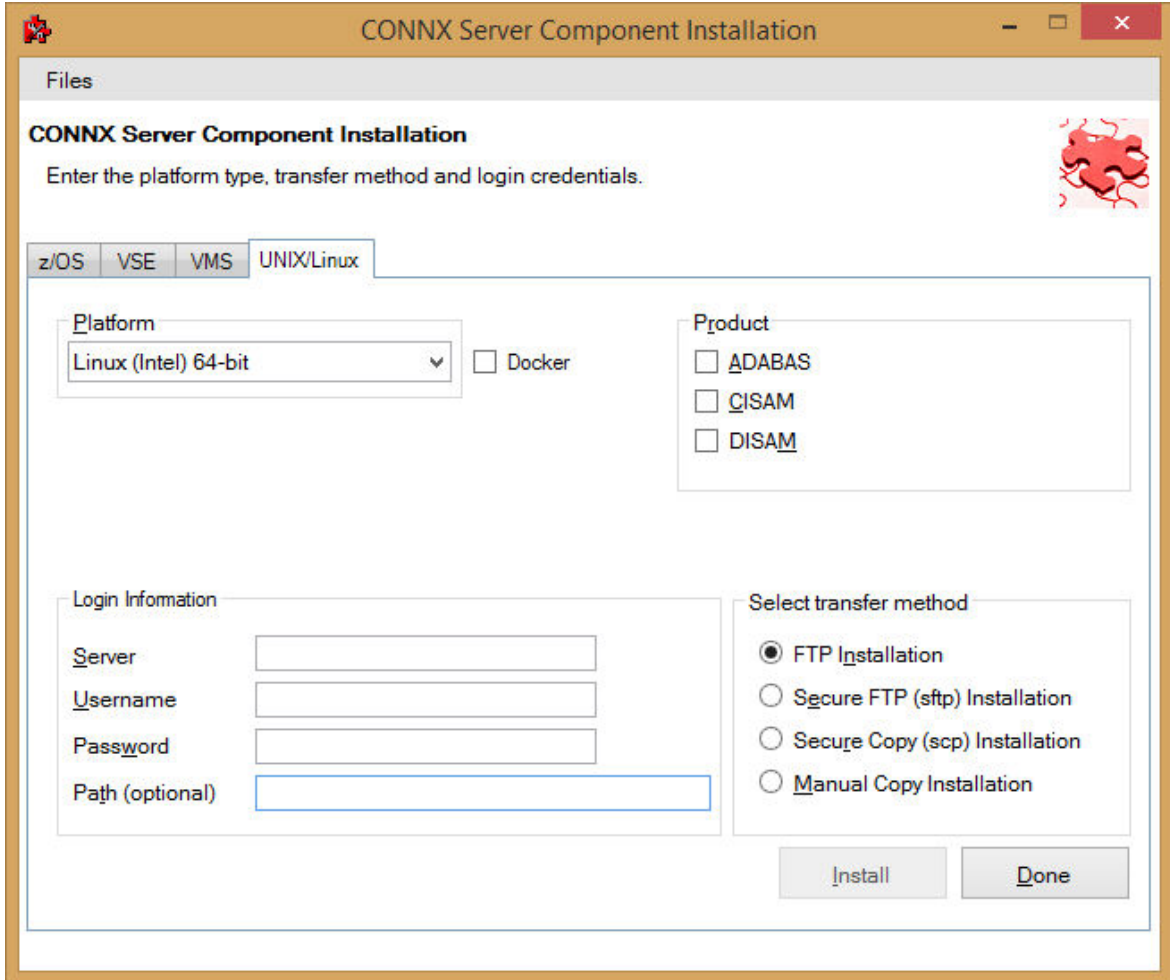 CONNX Server Component Installation
Files
CONNX Server Component Installation
Enter the platform type, transfer method and login credentials.
z/OS VSE VMS UNIX/Linux
Platform
Linux (Intel) 64-bit
Docker
Product
ADABAS
CISAM
DISAM
Login Information
Server
Username
Password
Path (optional)
Select transfer method
FTP Installation
Secure FTP (sftp) Installation
Secure Copy (scp) Installation
Manual Copy Installation
Install Done